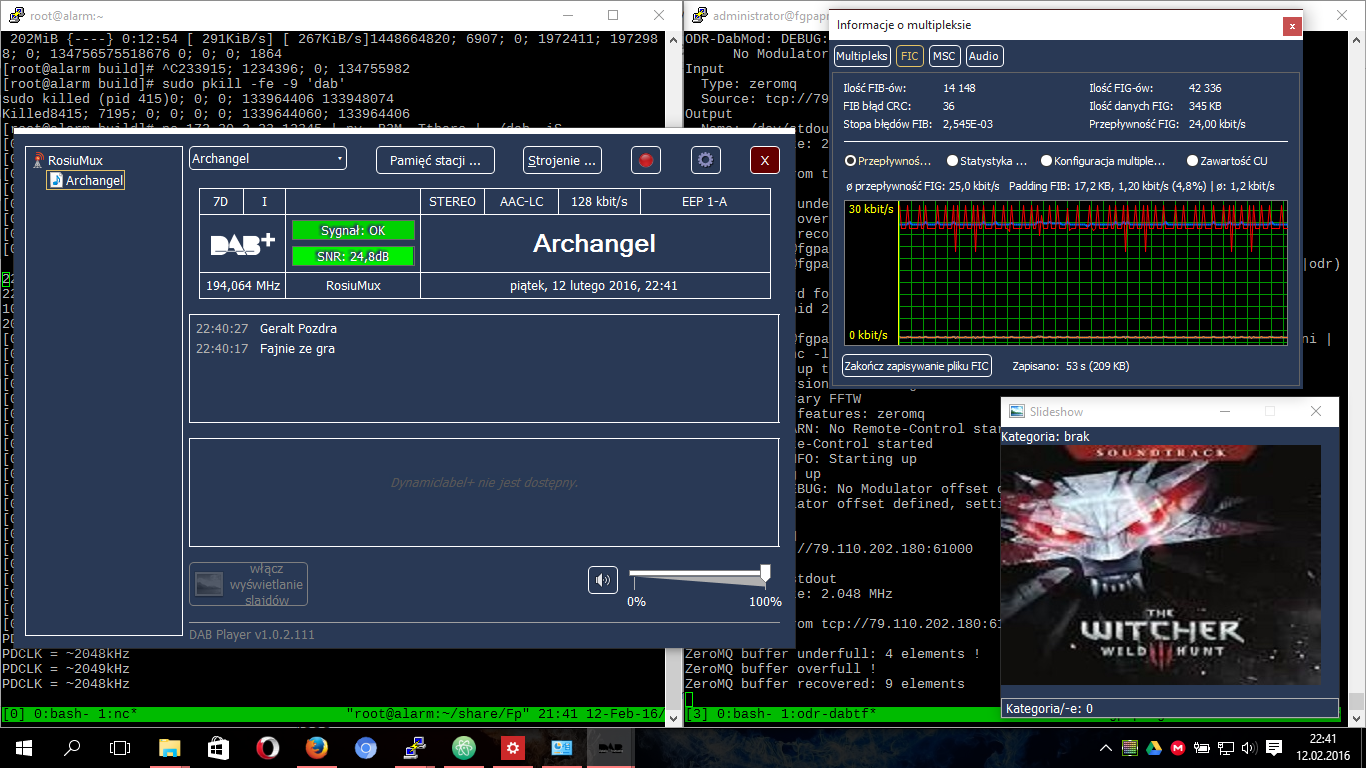 root@alarm:~
202MiB {----} 0:12:54 [ 291KiB/s] [ 267KiB/s]1448664820; 6907; 0; 1972411; 197298
8; 0; 134756575518676 0; 0; 0; 1864
[root@alarm build]# ^C233915; 1234396; 0; 134755982
[root@alarm build]# sudo pkill -fe -9 'dab'
sudo killed (pid 415)0; 0; 0; 133964406 133948074
Killed8415; 7195; 0; 0; 0; 0; 1339644060; 133964406
RosiuMux
Archangel
Archangel
Pamięć stacji ...
Strojenie ...
X
7D
I
STEREO
AAC-LC
128 kbit/s
EEP 1-A
DAB+
Sygnał: OK
SNR: 24,8dB
Archangel
194,064 MHz
RosiuMux
piątek, 12 lutego 2016, 22:41
22:40:27 Geralt Pozdra
22:40:17 Fajnie ze gra
Dynamiclabel+ nie jest dostępny.
włącz
wyświetlanie
slajdów
0%
100%
DAB Player v1.0.2.111
PDCLK = ~2048kHz
PDCLK = ~2049kHz
PDCLK = ~2048kHz
[0] 0:bash- 1:nc*
"root@alarm:~/share/Fp" 21:41 12-Feb-16
administrator@fgpapr
ODR-DabMod: DEBUG:
No Modulator
Input
Type: zeromq
Source: tcp://79
Output
|odr)
ary FFTW
features: zeromq
ARN: No Remote-Control star
e-Control started
NFO: Starting up
g up
DEBUG: No Modulator offset d
ator offset defined, setti
//79.110.202.180:61000
stdout
te: 2.048 MHz
rom tcp://79.110.202.180:61
ZeroMQ buffer underfull: 4 elements !
ZeroMQ buffer overfull !
ZeroMQ buffer recovered: 9 elements
[3] 0:bash- 1:odr-dabtf*
Informacje o multipleksie
x
Multipleks
FIC
MSC
Audio
Ilość FIB-ów: 14 148
Ilość FIG-ów: 42 336
FIB błąd CRC: 36
Ilość danych FIG: 345 KB
Stopa błędów FIB: 2,545E-03
Przepływność FIG: 24,00 kbit/s
Przepływnoś...
Statystyka ...
Konfiguracja multiple...
Zawartość CU
ø przepływność FIG: 25,0 kbit/s Padding FIB: 17,2 KB, 1,20 kbit/s (4,8%) | ø: 1,2 kbit/s
30 kbit/s
0 kbit/s
Zakończ zapisywanie pliku FIC
Zapisano: 53 s (209 KB)
Slideshow
Kategoria: brak
SOUNDTRACK
THE
WITCHER
WILD HUNT
Kategoria/-e: 0
DAB
22:41
12.02.2016